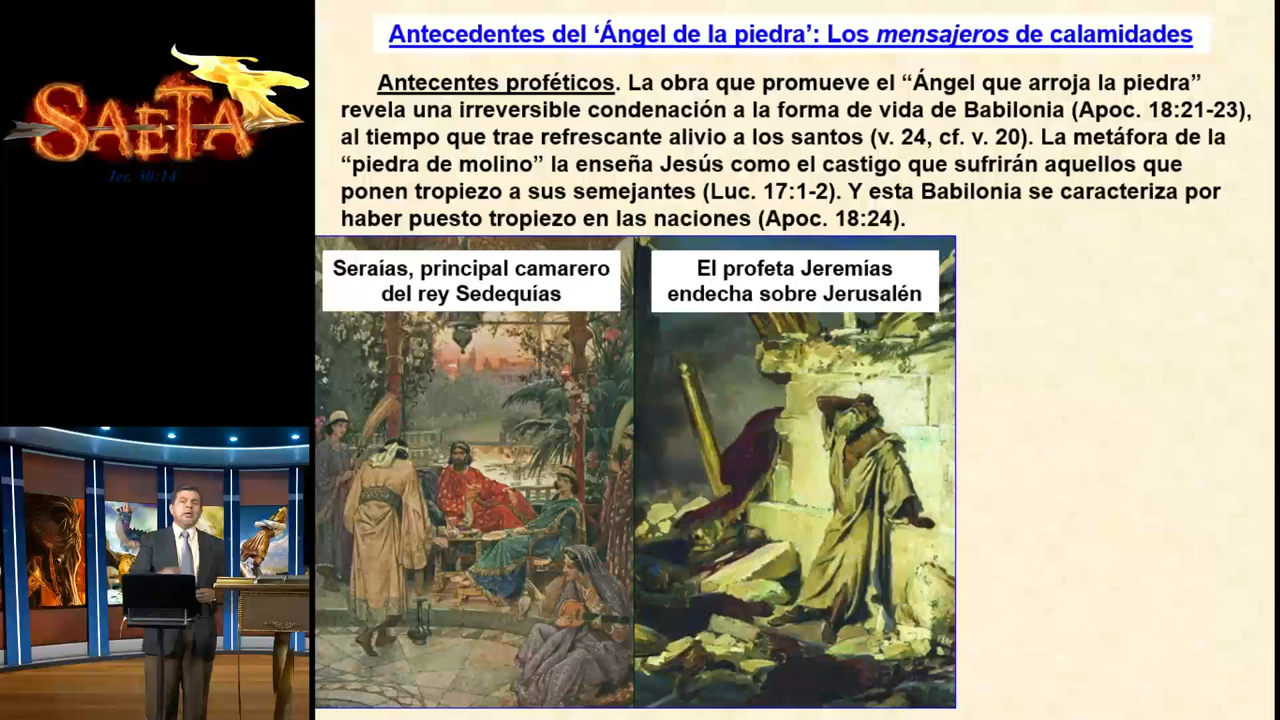 SAETA
Jer. 50:14
Antecedentes del ‘Ángel de la piedra’: Los mensajeros de calamidades
Antecentes proféticos. La obra que promueve el “Ángel que arroja la piedra”
revela una irreversible condenación a la forma de vida de Babilonia (Apoc. 18:21-23),
al tiempo que trae refrescante alivio a los santos (v. 24, cf. v. 20). La metáfora de la
“piedra de molino” la enseña Jesús como el castigo que sufrirán aquellos que
ponen tropiezo a sus semejantes (Luc. 17:1-2). Y esta Babilonia se caracteriza por
haber puesto tropiezo en las naciones (Apoc. 18:24).
Seraías, principal camarero
del rey Sedequías
El profeta Jeremías
endecha sobre Jerusalén